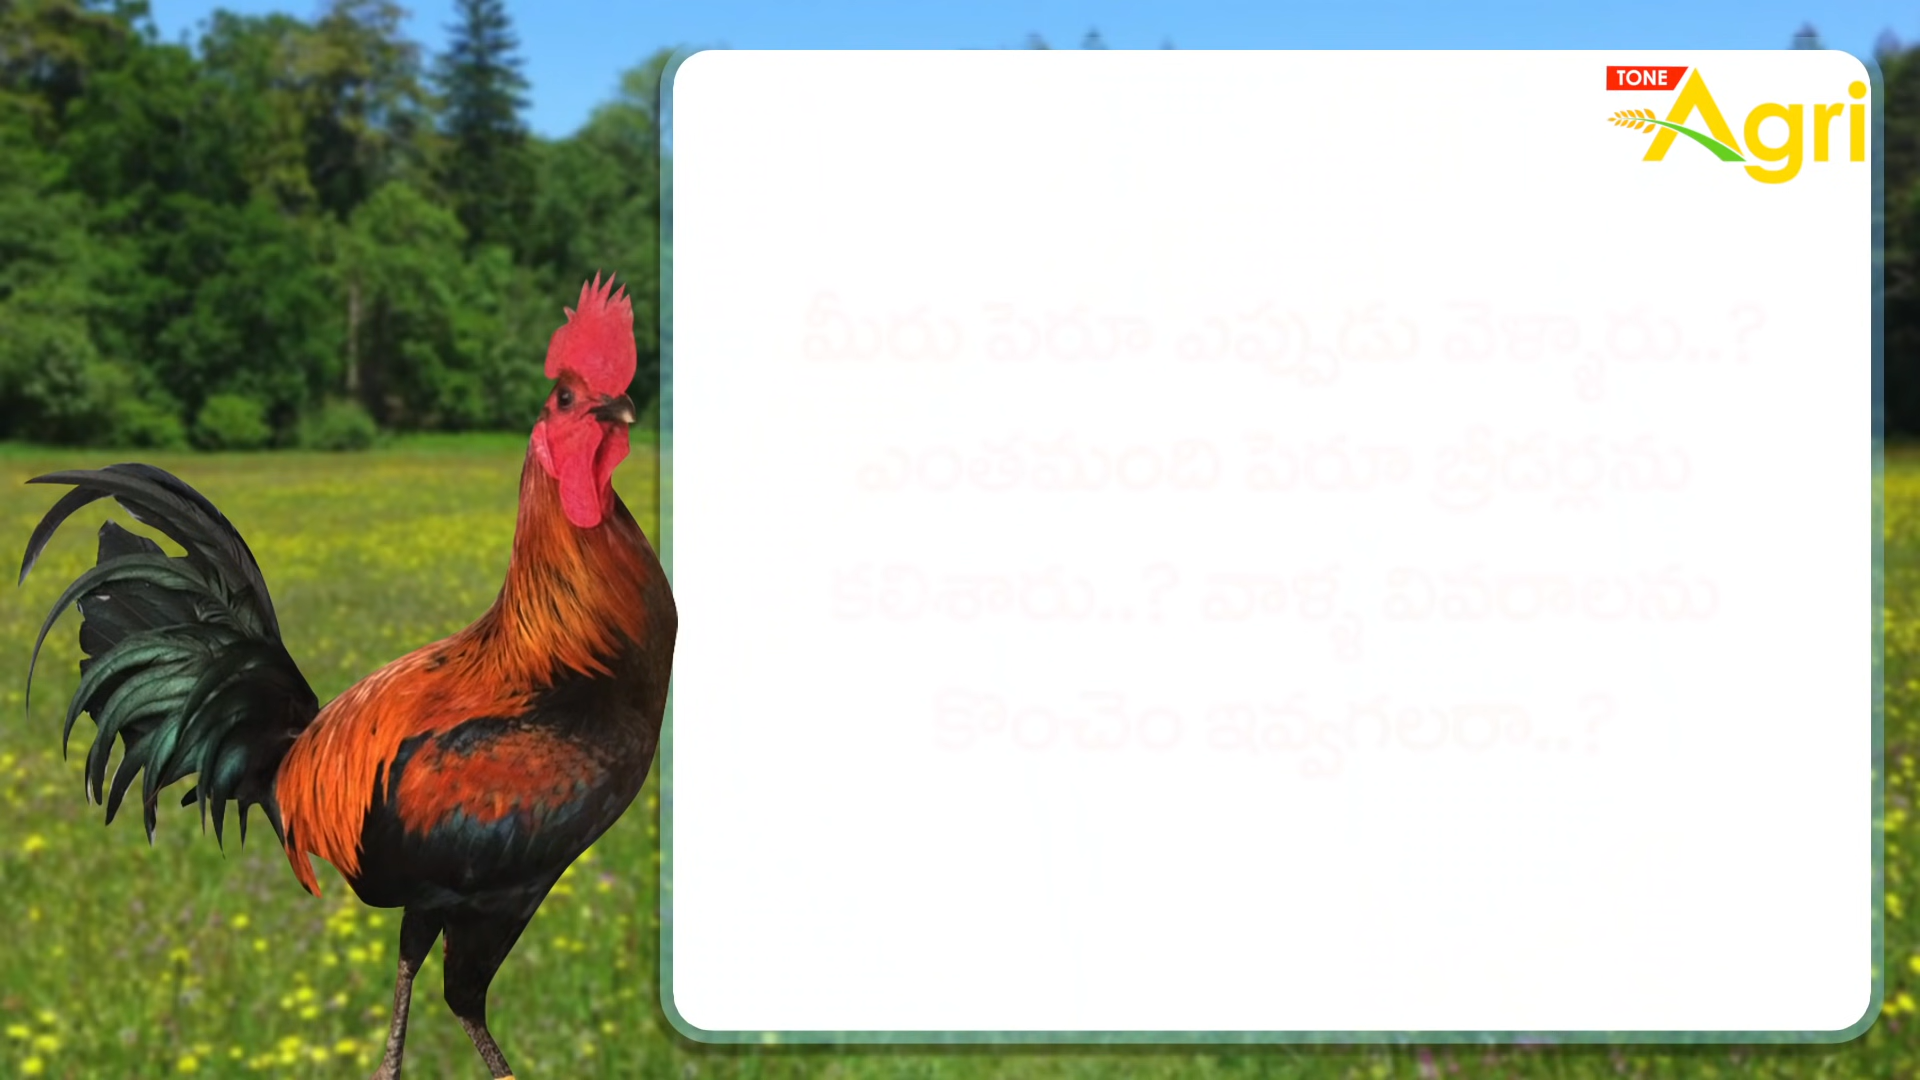 TONE
Agri
మీరు పెరూ ఎప్పుడు వెళ్ళారు..?
ఎంతమంది పెరూ బ్రీడర్లను
కలిశారు..? వాళ్ళ వివరాలను
కొంచెం ఇవ్వగలరా..?